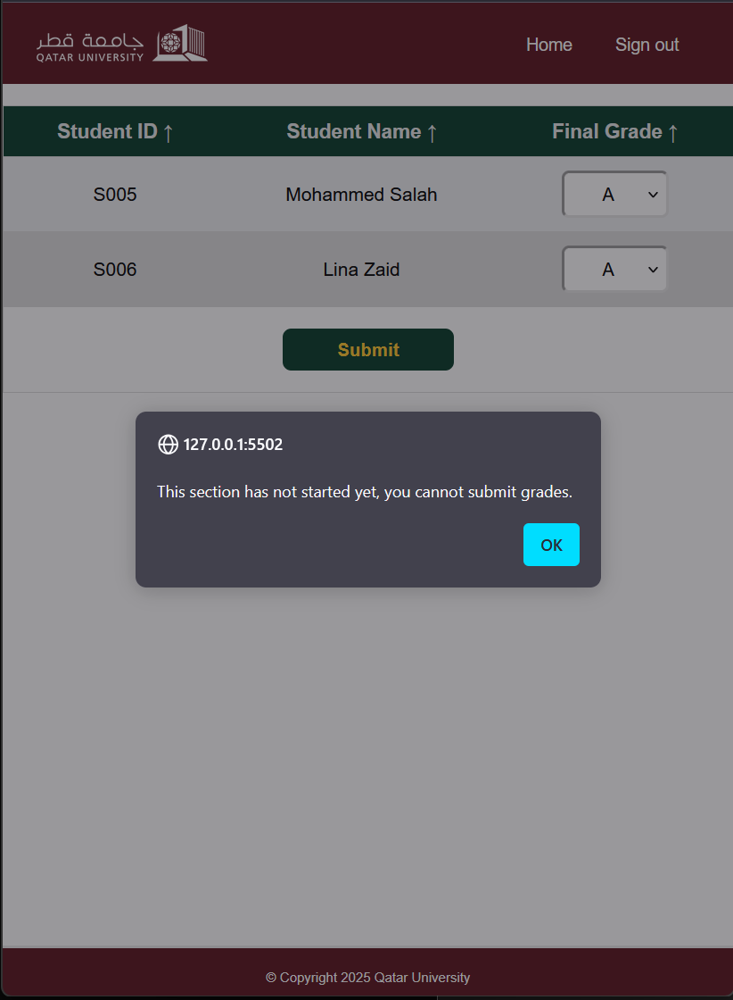 جامعة قطر
QATAR UNIVERSITY
Home Sign out
Student ID ↑ Student Name ↑ Final Grade ↑
S005 Mohammed Salah A
S006 Lina Zaid A
Submit
127.0.0.1:5502
This section has not started yet, you cannot submit grades.
OK
© Copyright 2025 Qatar University